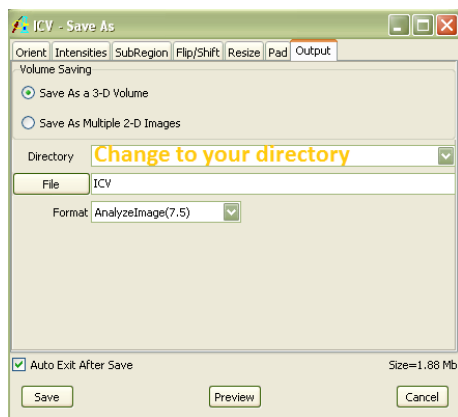 ICV - Save As
Orient Intensities SubRegion Flip/Shift Resize Pad Output
Volume Saving
Save As a 3-D Volume
Save As Multiple 2-D Images
Directory Change to your directory
File ICV
Format AnalyzeImage(7.5)
Auto Exit After Save Size=1.88 Mb
Save Preview Cancel